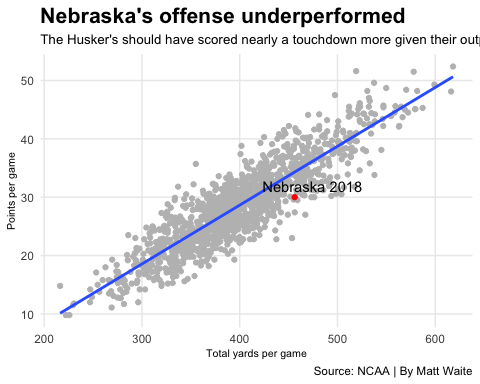 Nebraska's offense underperformed
The Husker's should have scored nearly a touchdown more given their out
50
40
30
20
10
Points per game
Nebraska 2018
200 300 400 500 600
Total yards per game
Source: NCAA | By Matt Waite